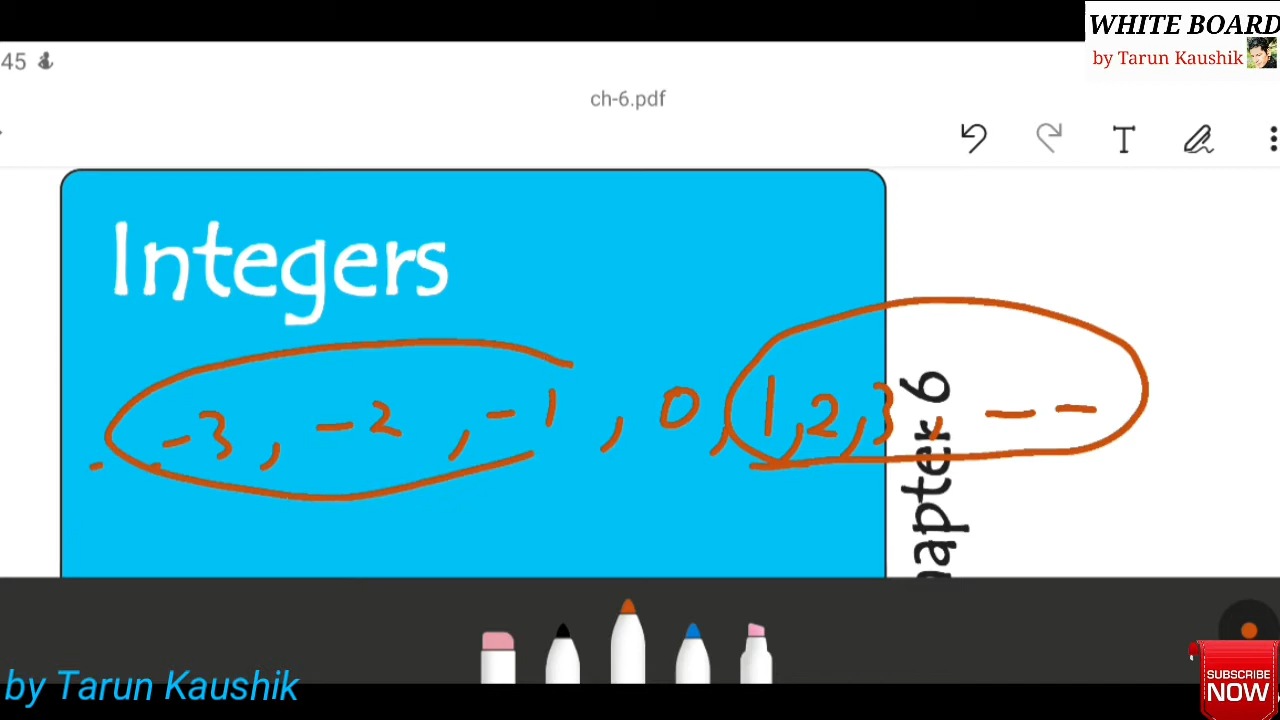 WHITE BOARD
by Tarun Kaushik
45
ch-6.pdf
T
Integers
-3, -2, -1, 0, 1, 2, 3, - -
apter 6
by Tarun Kaushik
SUBSCRIBE
NOW